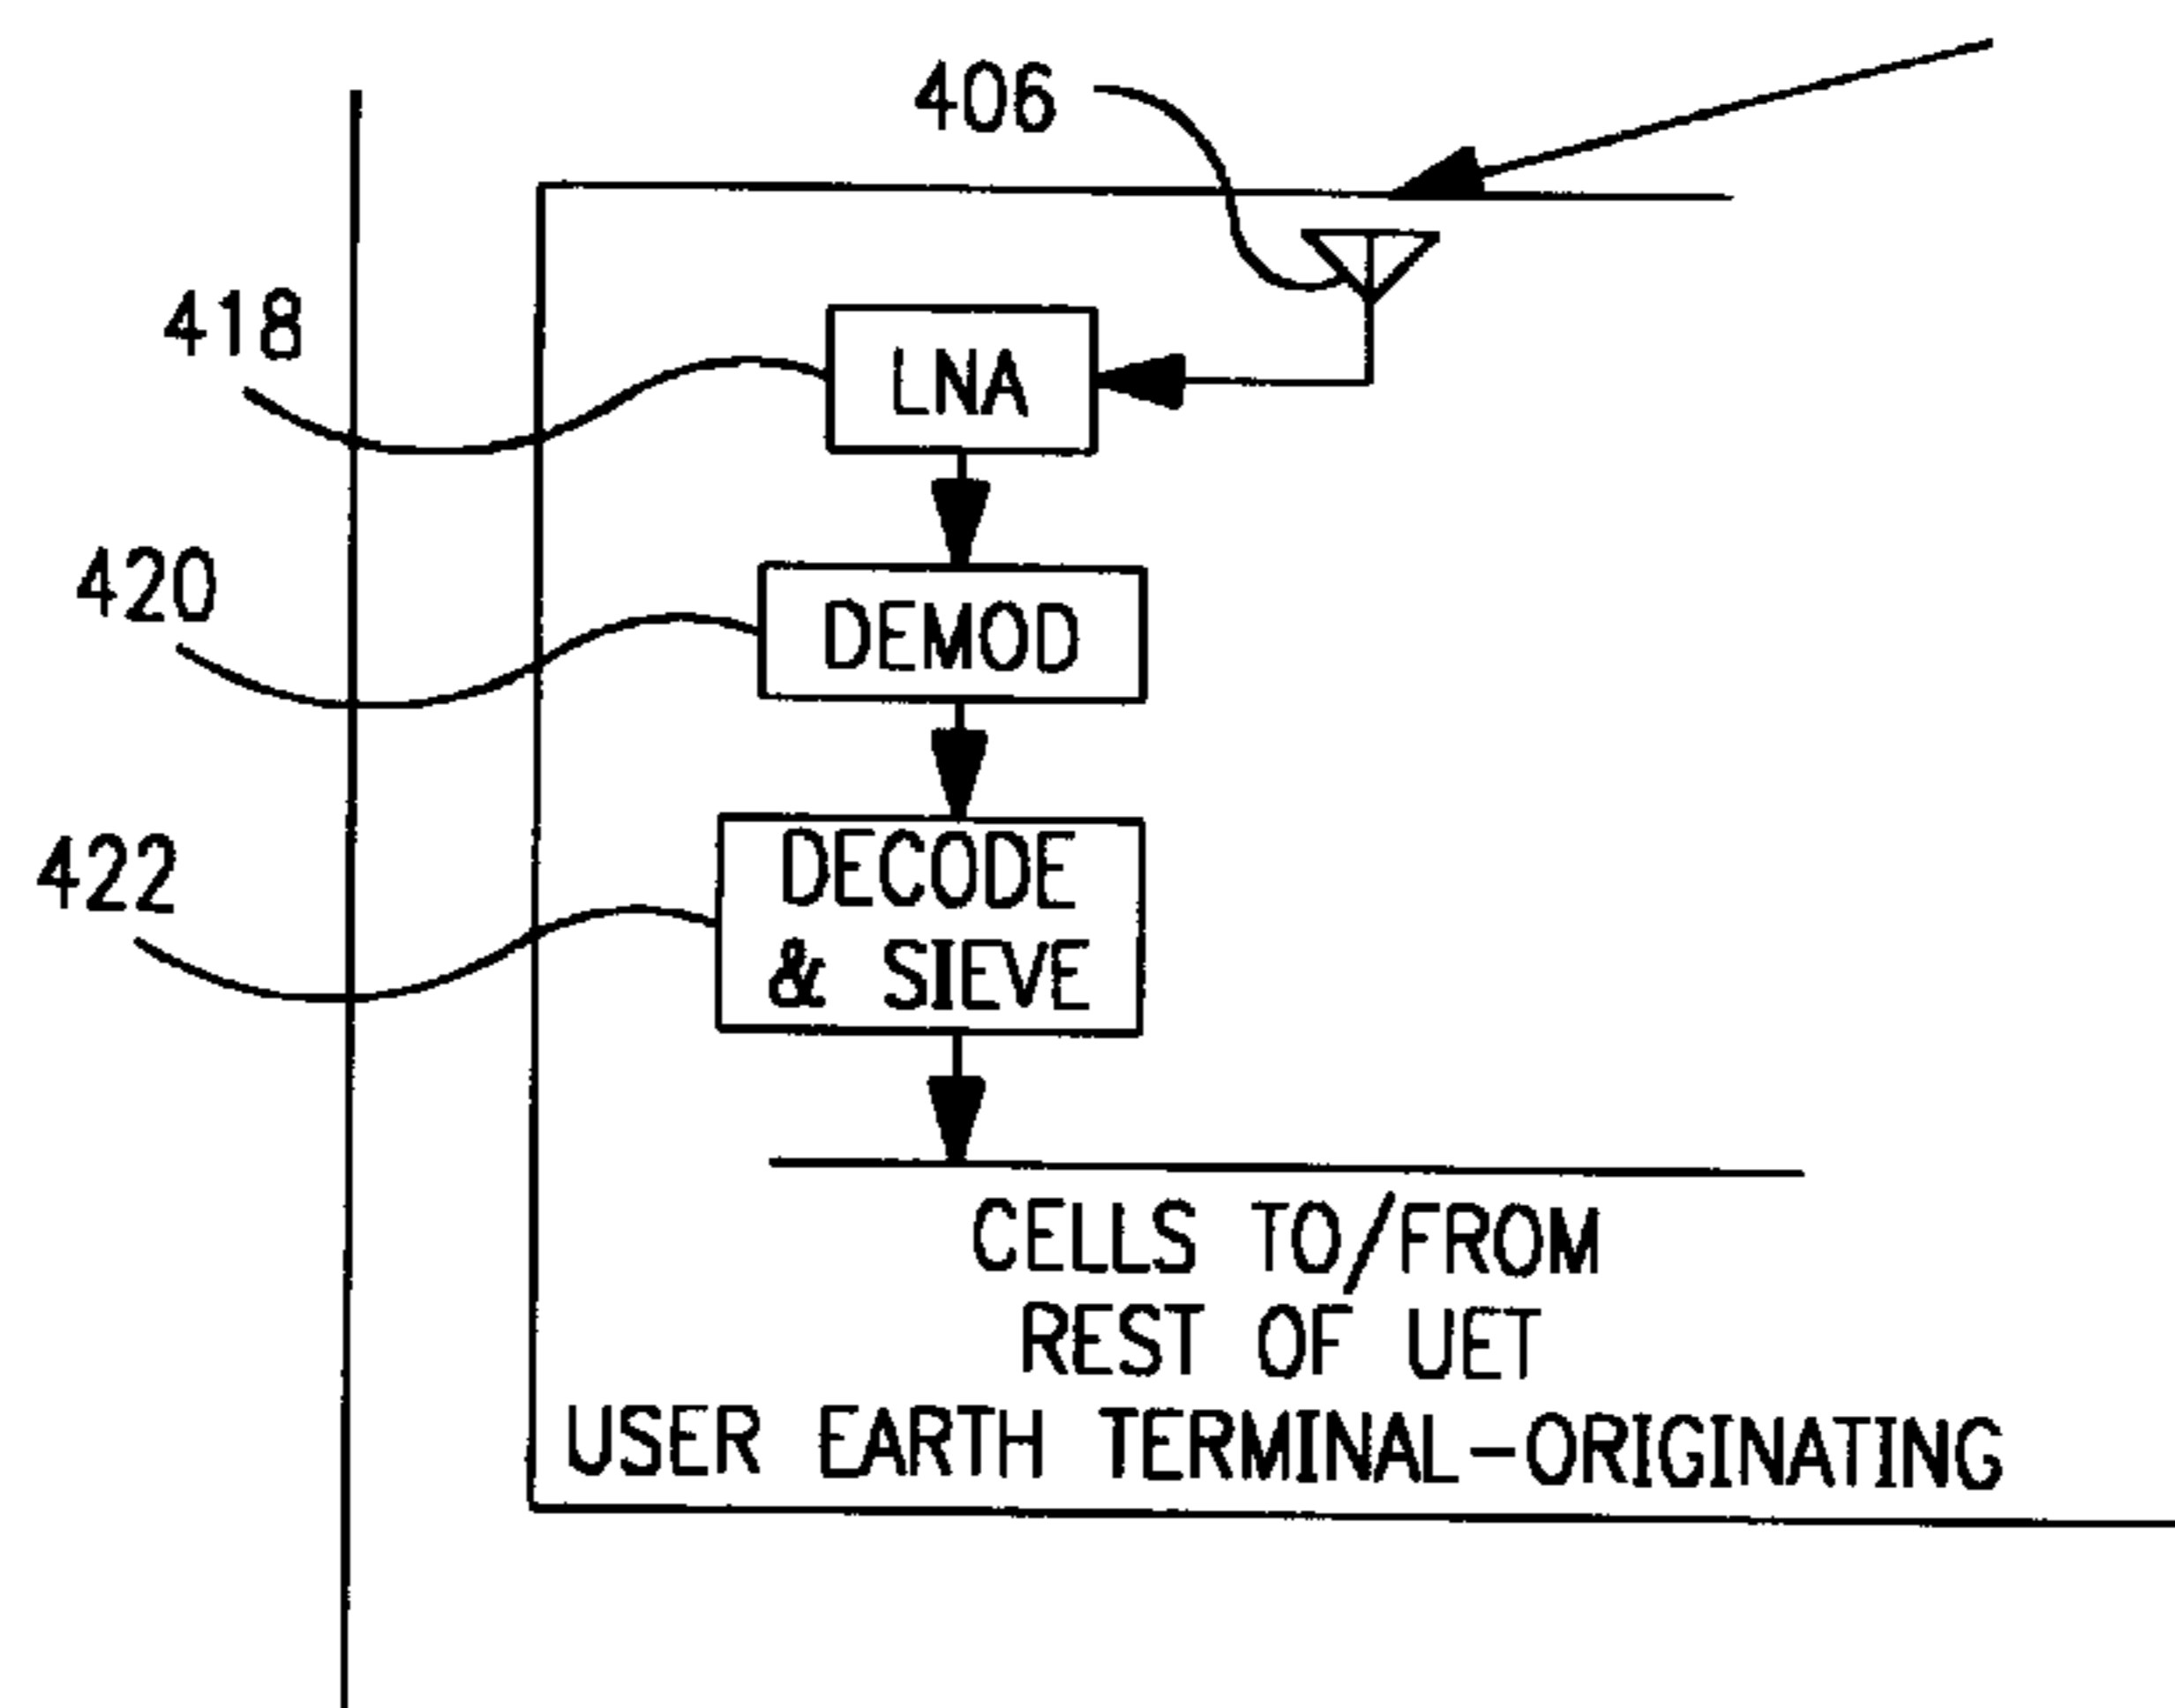 406
418
LNA
420
DEMOD
422
DECODE
& SIEVE
CELLS TO/FROM
REST OF UET
USER EARTH TERMINAL-ORIGINATING